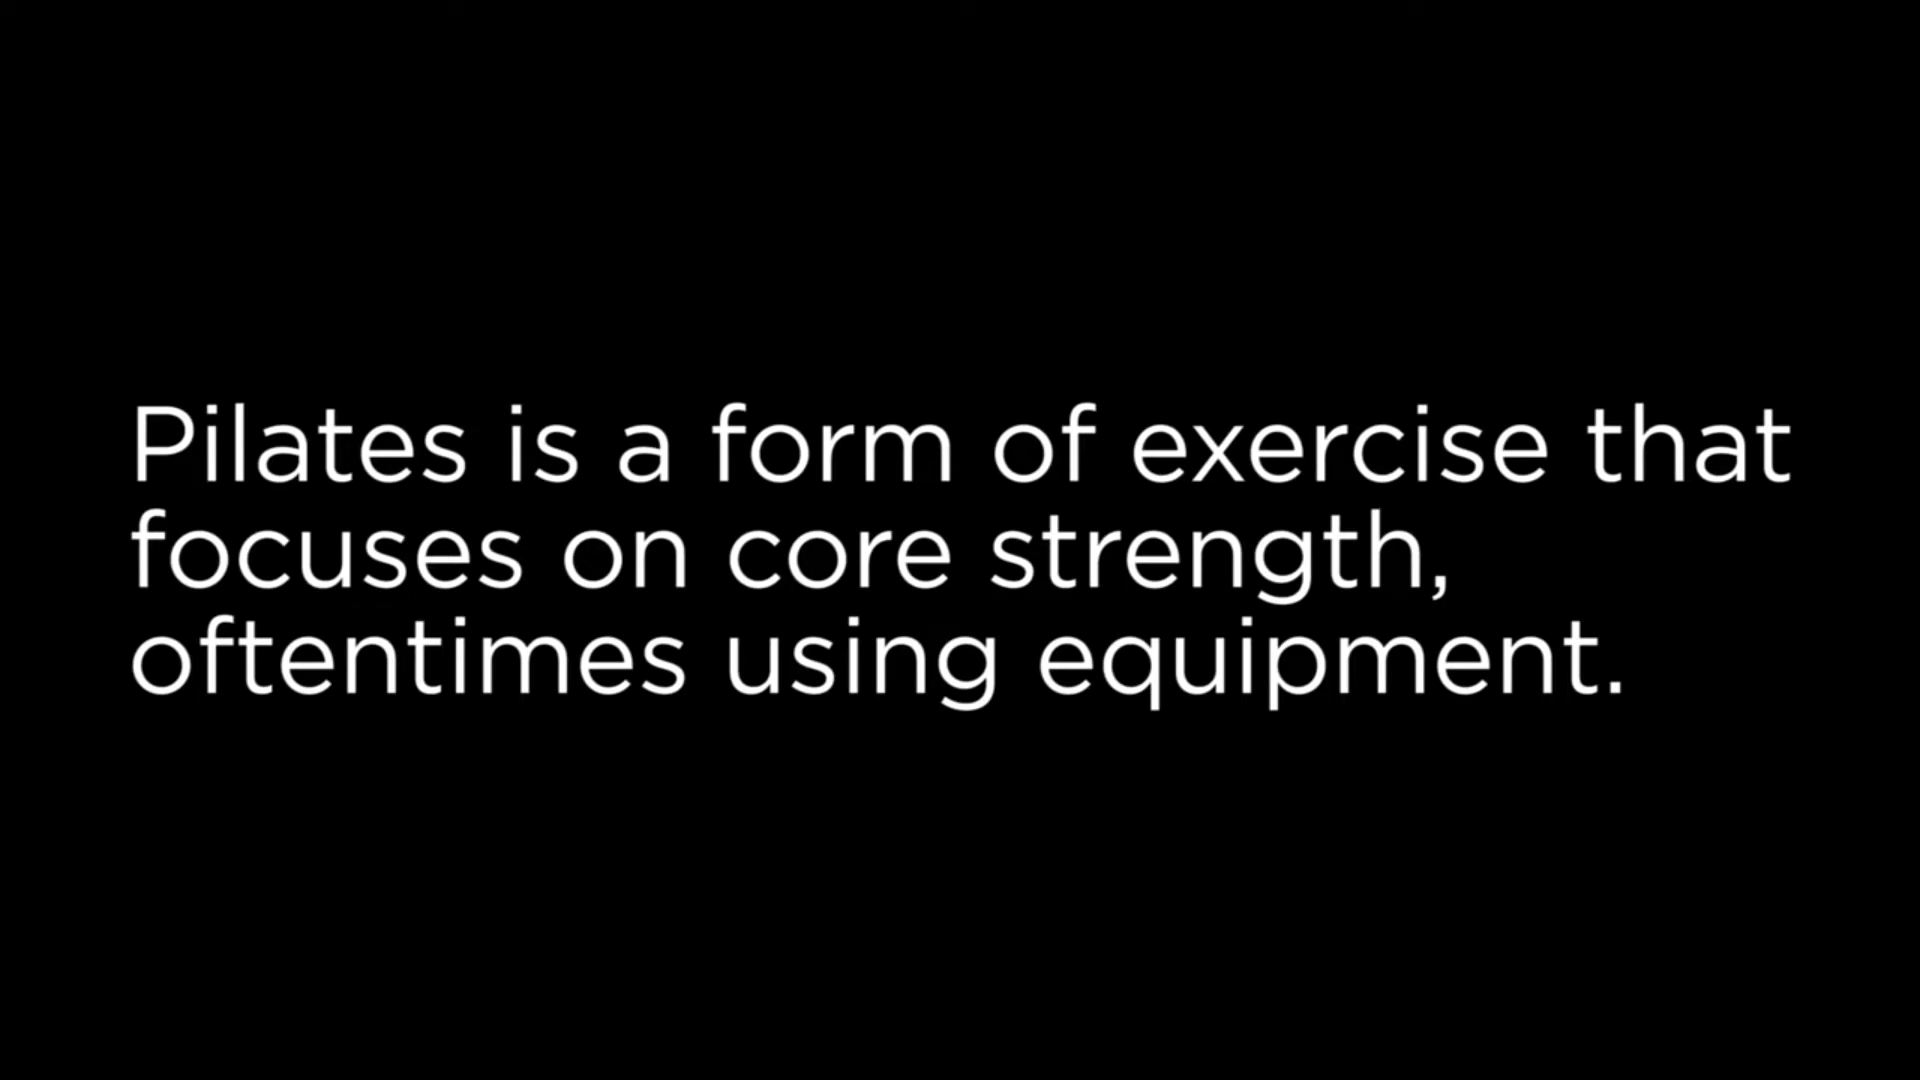 Pilates is a form of exercise that
focuses on core strength,
oftentimes using equipment.